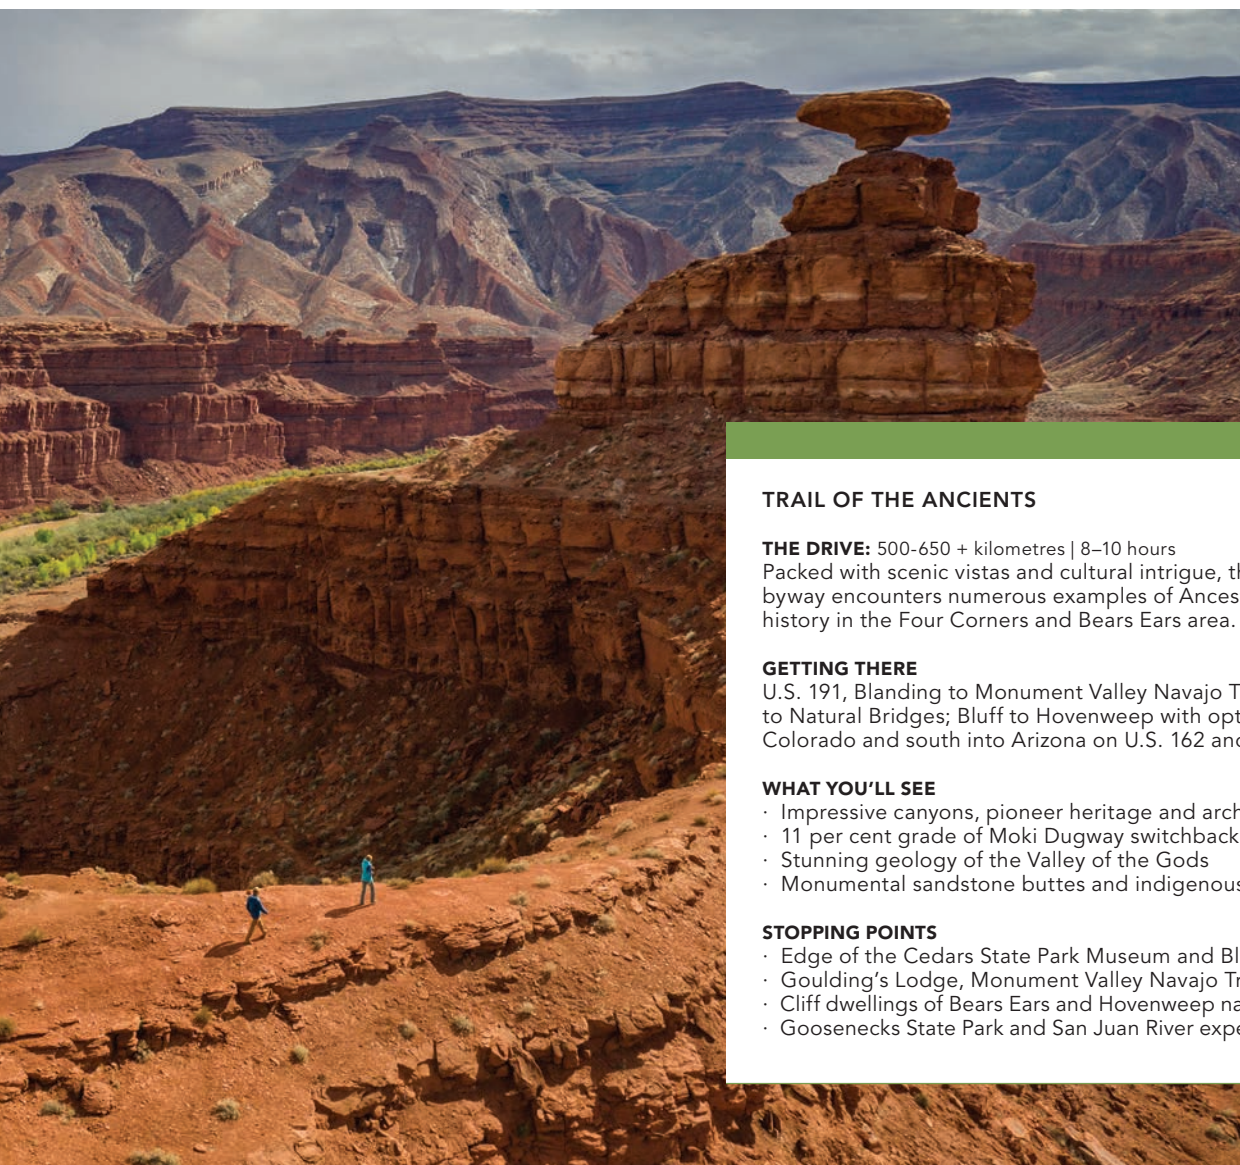 TRAIL OF THE ANCIENTS
THE DRIVE: 500-650 + kilometres | 8–10 hours
Packed with scenic vistas and cultural intrigue,
byway encounters numerous examples of
history in the Four Corners and Bears Ears area.
GETTING THERE
U.S. 191, Blanding to Monument Valley Navajo
to Natural Bridges; Bluff to Hovenweep with
Colorado and south into Arizona on U.S. 162
WHAT YOU’LL SEE
· Impressive canyons, pioneer heritage and
· 11 per cent grade of Moki Dugway switchback
· Stunning geology of the Valley of the Gods
· Monumental sandstone buttes and indigenous
STOPPING POINTS
· Edge of the Cedars State Park Museum and
· Goulding’s Lodge, Monument Valley Navajo
· Cliff dwellings of Bears Ears and Hovenweep
· Goosenecks State Park and San Juan River